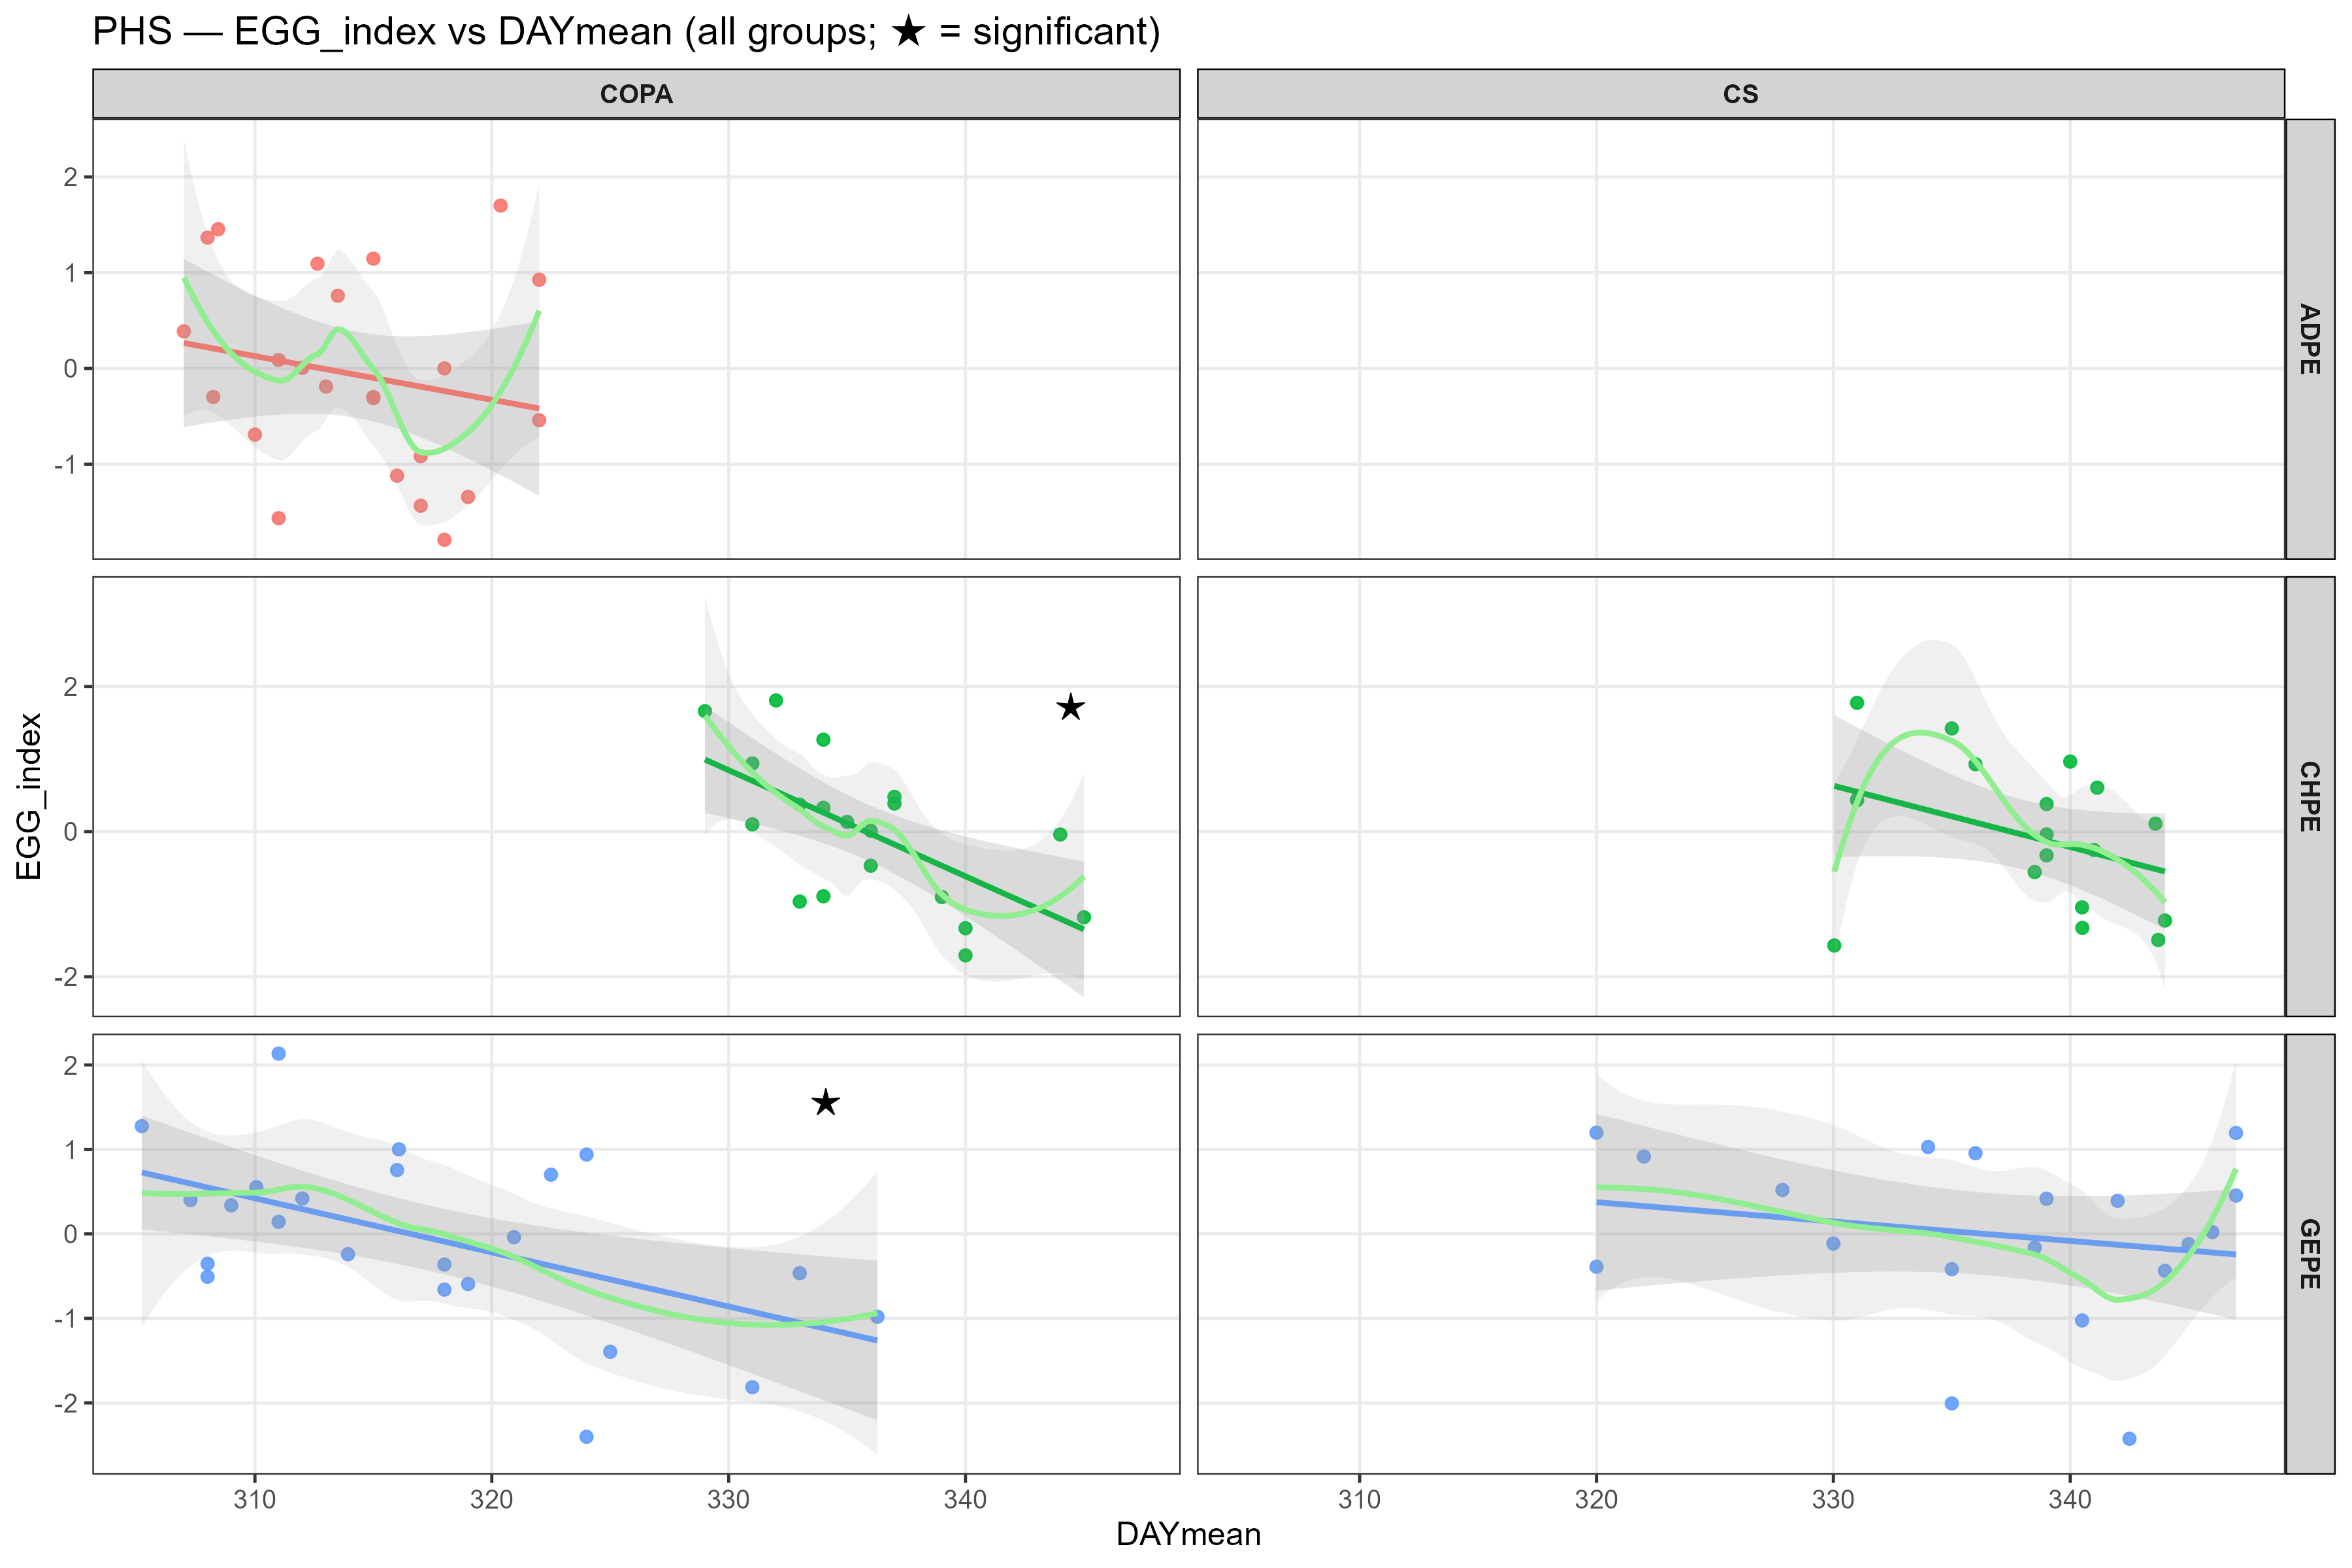 PHS — EGG_index vs DAYmean (all groups; ★ = significant)
COPA
CS
2
1
0
-1
ADPE
2
0
-2
CHPE
EGG_index
2
1
0
-1
-2
GEPE
310
320
330
340
310
320
330
340
DAYmean